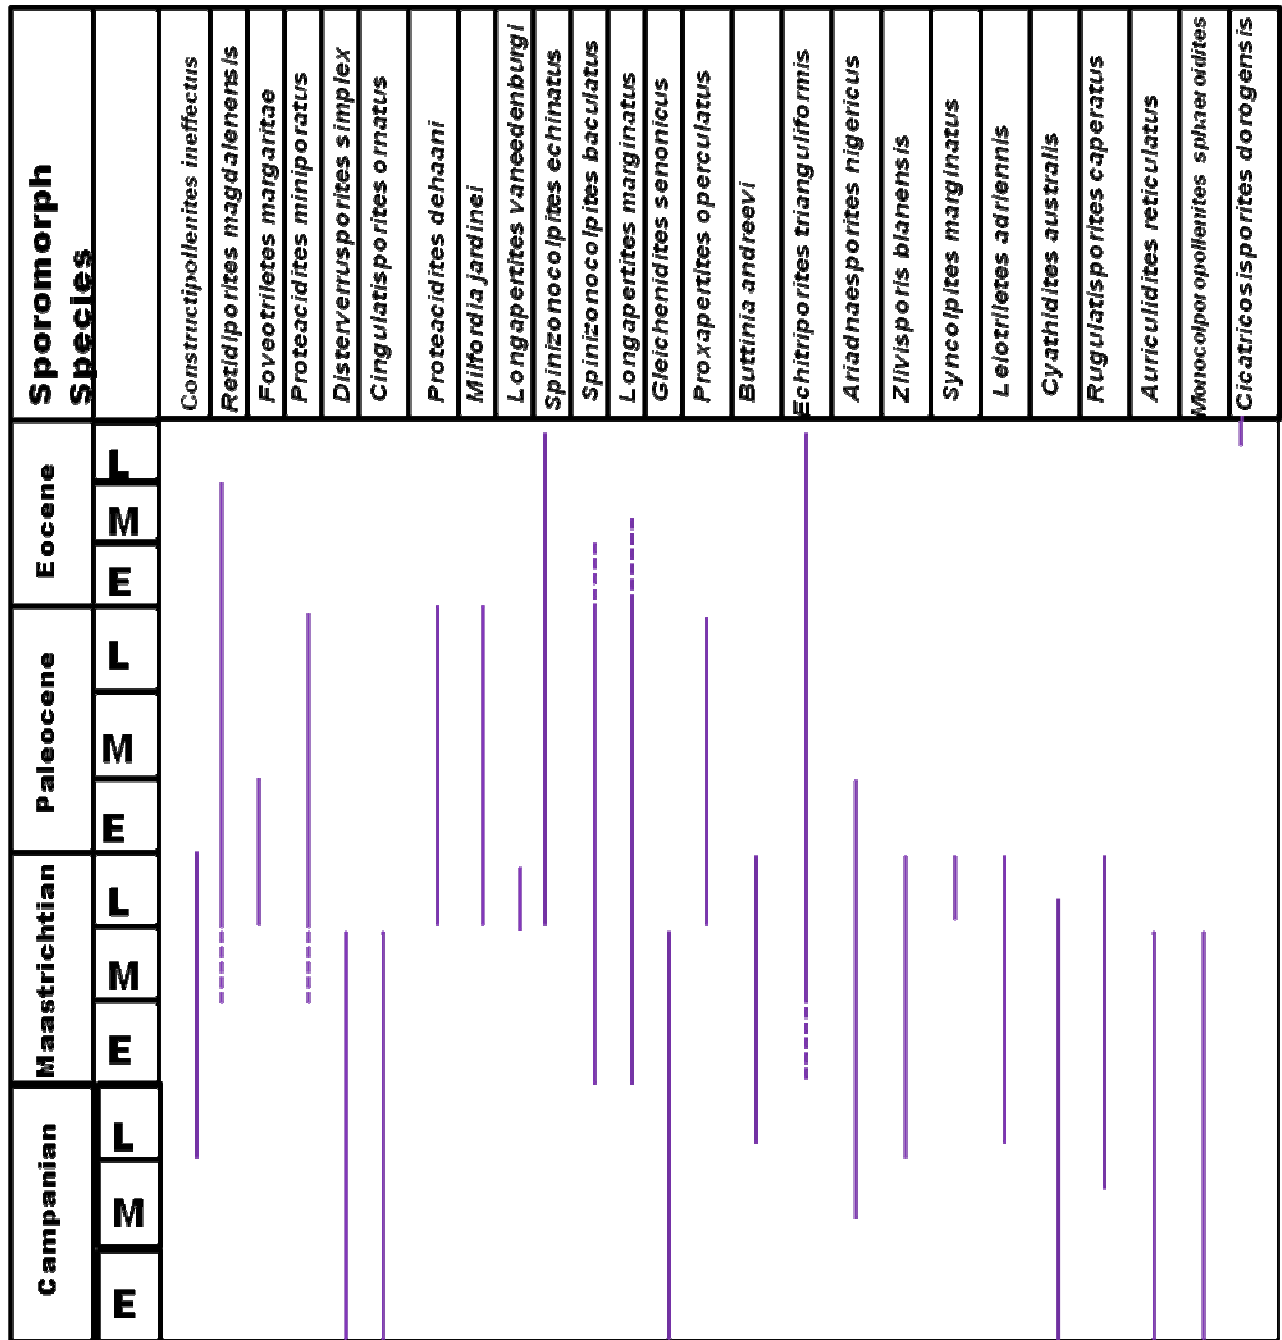 Sporomorph
Species
Constructipollenites ineffectus
Retidiporites magdalenensis
Foveotriletes margaritae
Proteacidites miniporatus
Disterverrusporites simplex
Cingulatisporites ornatus
Proteacidites dehaani
Milfordia jardinei
Longapertites vaneedenburgi
Spinizonocolpites echinatus
Spinizonocolpites baculatus
Longapertites marginatus
Gleichenidites senonicus
Proxapertites operculatus
Buttinia andreevi
Echitriporites trianguliformis
Ariadnaesporites nigericus
Zlivisporis blanensis
Syncolpites marginatus
Leiotriletes adriennis
Cyathidites australis
Rugulatisporites caperatus
Auriculidites reticulatus
Monocolporopollenites sphaeroidites
Cicatricosisporites dorogensis
Eocene
L
M
E
Paleocene
L
M
E
Maastrichtian
L
M
E
Campanian
L
M
E